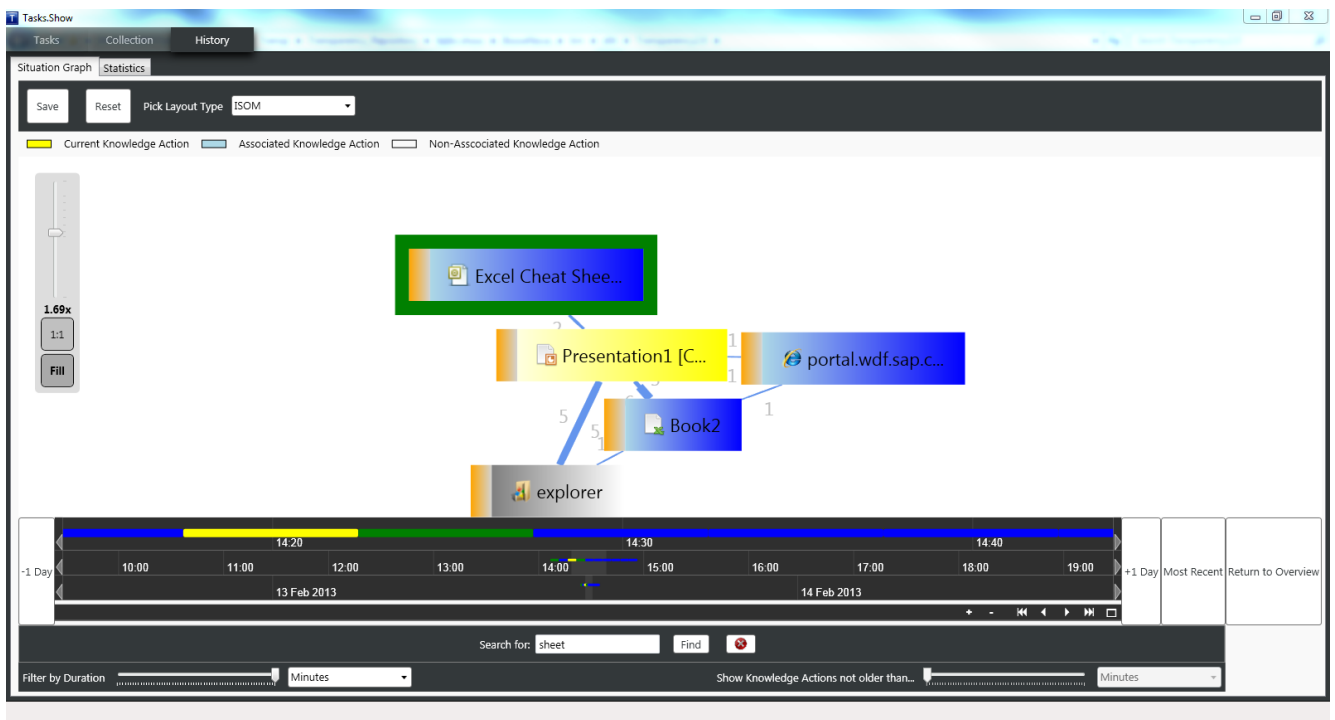 Tasks.Show
Tasks Collection History
Situation Graph Statistics
Save Reset Pick Layout Type ISOM
Current Knowledge Action Associated Knowledge Action Non-Asscociated Knowledge Action
1.69x
1:1
Fill
Excel Cheat Shee...
2
Presentation1 [C...
1
1
portal.wdf.sap.c...
5
5
1
Book2
1
explorer
14:20 14:30 14:40
-1 Day
10:00 11:00 12:00 13:00 14:00 15:00 16:00 17:00 18:00 19:00
+1 Day Most Recent Return to Overview
13 Feb 2013 14 Feb 2013
+ -
Search for: sheet Find
Filter by Duration Minutes Show Knowledge Actions not older than... Minutes